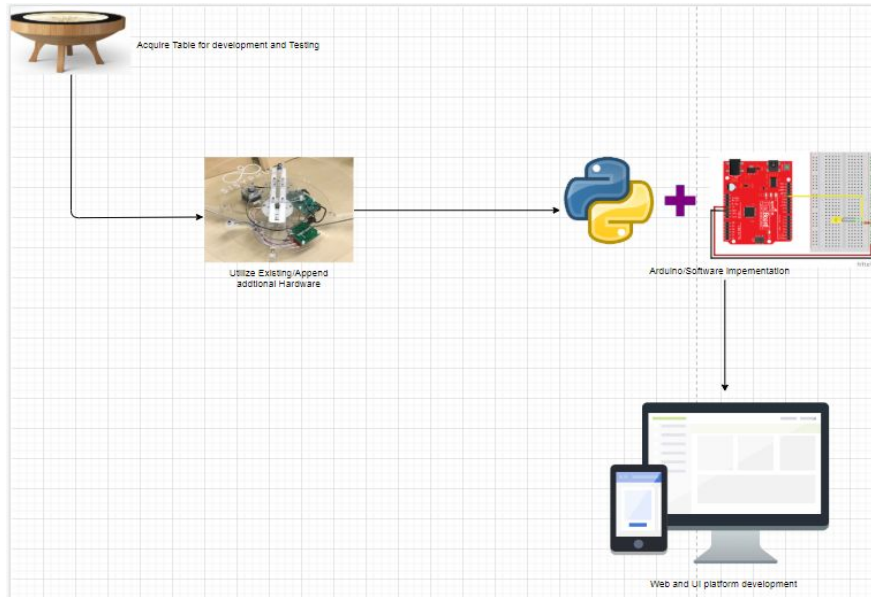 Acquire Table for development and Testing
Utilize Existing/Append
addtional Hardware
Arduino/Software Impementation
Web and UI platform development